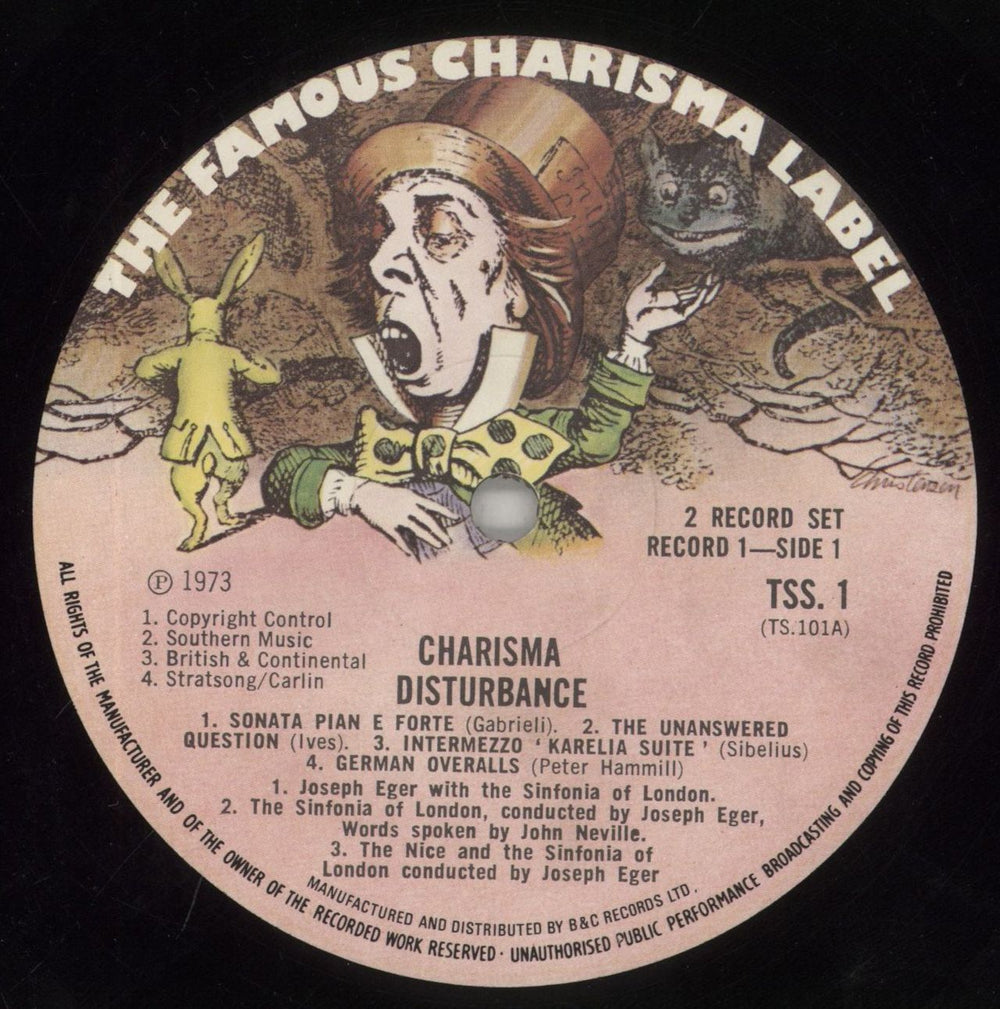 THE FAMOUS CHARISMA LABEL
Christensen
2 RECORD SET
RECORD 1—SIDE 1
TSS. 1
(TS.101A)
℗ 1973
1. Copyright Control
2. Southern Music
3. British & Continental
4. Stratsong/Carlin
CHARISMA
DISTURBANCE
1. SONATA PIAN E FORTE (Gabrieli). 2. THE UNANSWERED
QUESTION (Ives). 3. INTERMEZZO ‘ KARELIA SUITE ’ (Sibelius)
4. GERMAN OVERALLS (Peter Hammill)
1. Joseph Eger with the Sinfonia of London.
2. The Sinfonia of London, conducted by Joseph Eger,
Words spoken by John Neville.
3. The Nice and the Sinfonia of
London conducted by Joseph Eger
MANUFACTURED AND DISTRIBUTED BY B&C RECORDS LTD.
ALL RIGHTS OF THE MANUFACTURER AND OF THE OWNER OF THE RECORDED WORK RESERVED · UNAUTHORISED PUBLIC PERFORMANCE BROADCASTING AND COPYING OF THIS RECORD PROHIBITED